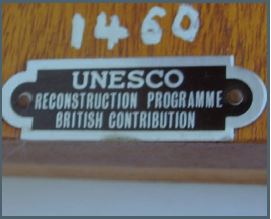 1460
UNESCO
RECONSTRUCTION PROGRAMME
BRITISH CONTRIBUTION